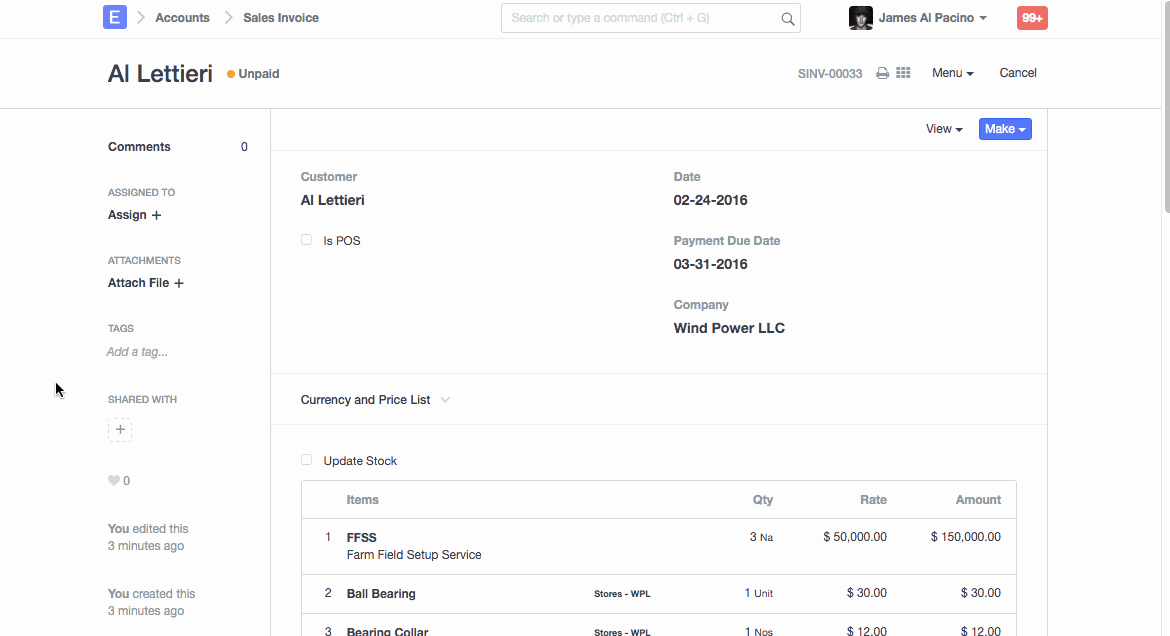 E Accounts Sales Invoice Search or type a command (Ctrl + G) James Al Pacino 99+
Al Lettieri Unpaid SINV-00033 Menu Cancel
View Make
Comments 0
ASSIGNED TO
Assign +
ATTACHMENTS
Attach File +
TAGS
Add a tag...
SHARED WITH
+
0
You edited this
3 minutes ago
You created this
3 minutes ago
Customer
Al Lettieri
Is POS
Date
02-24-2016
Payment Due Date
03-31-2016
Company
Wind Power LLC
Currency and Price List
Update Stock
Items Qty Rate Amount
1 FFSS 3 Na $ 50,000.00 $ 150,000.00
Farm Field Setup Service
2 Ball Bearing Stores - WPL 1 Unit $ 30.00 $ 30.00
3 Bearing Collar Stores - WPL 1 Nos $ 12.00 $ 12.00